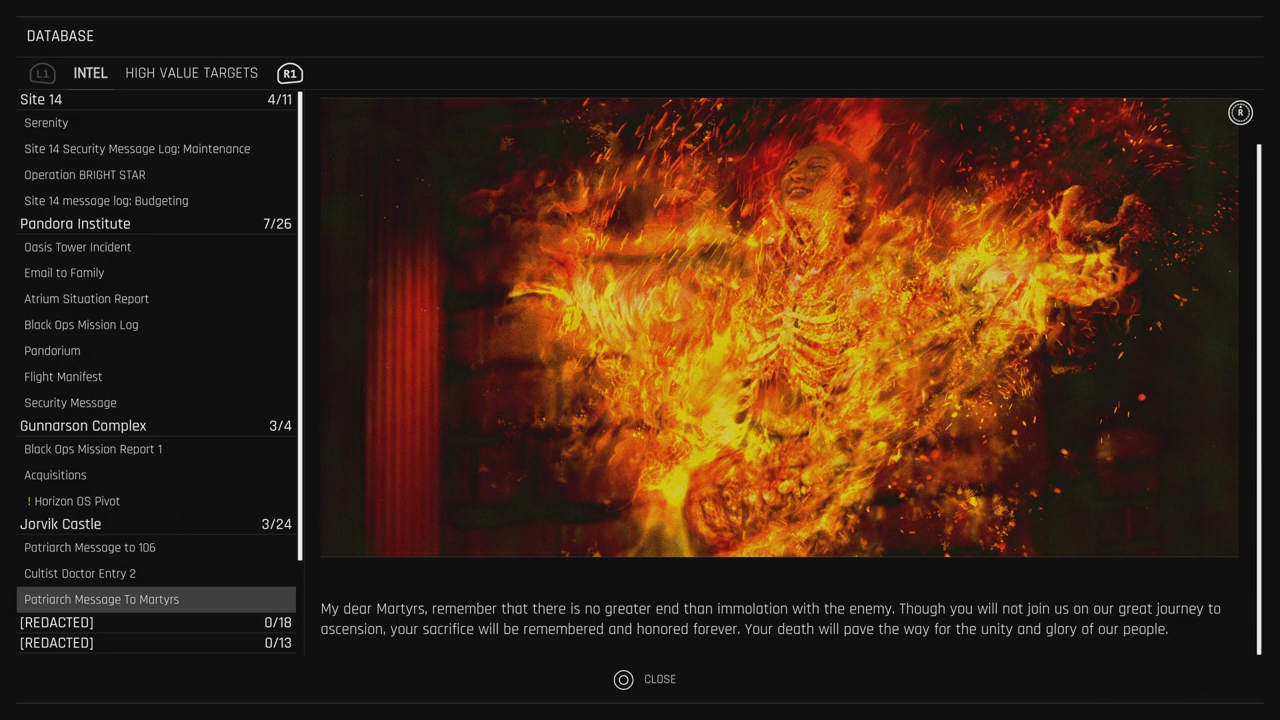 DATABASE
L1 INTEL HIGH VALUE TARGETS R1
Site 14 4/11
Serenity
Site 14 Security Message Log: Maintenance
Operation BRIGHT STAR
Site 14 message log: Budgeting
Pandora Institute 7/26
Oasis Tower Incident
Email to Family
Atrium Situation Report
Black Ops Mission Log
Pandorium
Flight Manifest
Security Message
Gunnarson Complex 3/4
Black Ops Mission Report 1
Acquisitions
! Horizon OS Pivot
Jorvik Castle 3/24
Patriarch Message to 106
Cultist Doctor Entry 2
Patriarch Message To Martyrs
[REDACTED] 0/18
[REDACTED] 0/13
R
My dear Martyrs, remember that there is no greater end than immolation with the enemy. Though you will not join us on our great journey to
ascension, your sacrifice will be remembered and honored forever. Your death will pave the way for the unity and glory of our people.
CLOSE